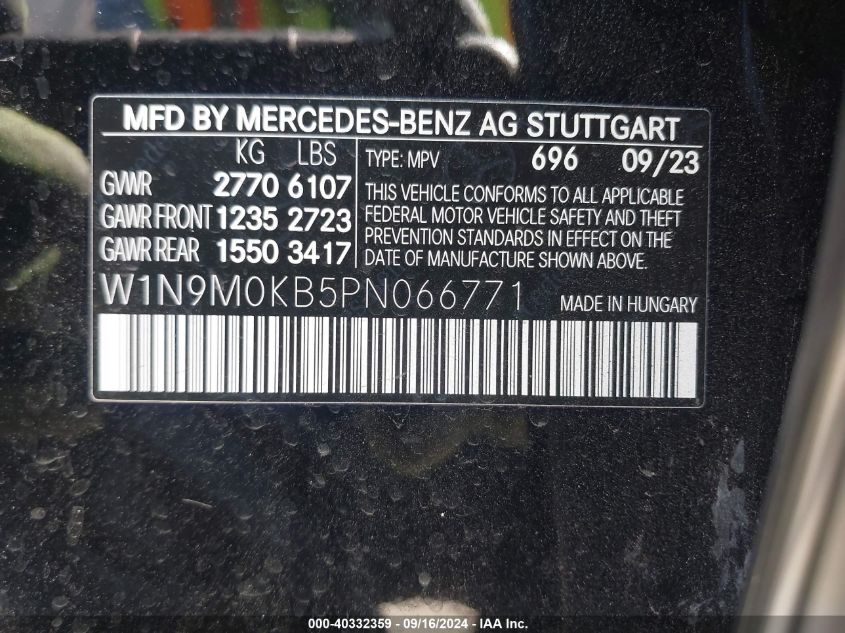 MFD BY MERCEDES-BENZ AG STUTTGART
KG LBS
GVWR 2770 6107
GAWR FRONT 1235 2723
GAWR REAR 1550 3417
TYPE: MPV 696 09/23
THIS VEHICLE CONFORMS TO ALL APPLICABLE
FEDERAL MOTOR VEHICLE SAFETY AND THEFT
PREVENTION STANDARDS IN EFFECT ON THE
DATE OF MANUFACTURE SHOWN ABOVE.
W1N9M0KB5PN066771 MADE IN HUNGARY
000-40332359 - 09/16/2024 - IAA Inc.